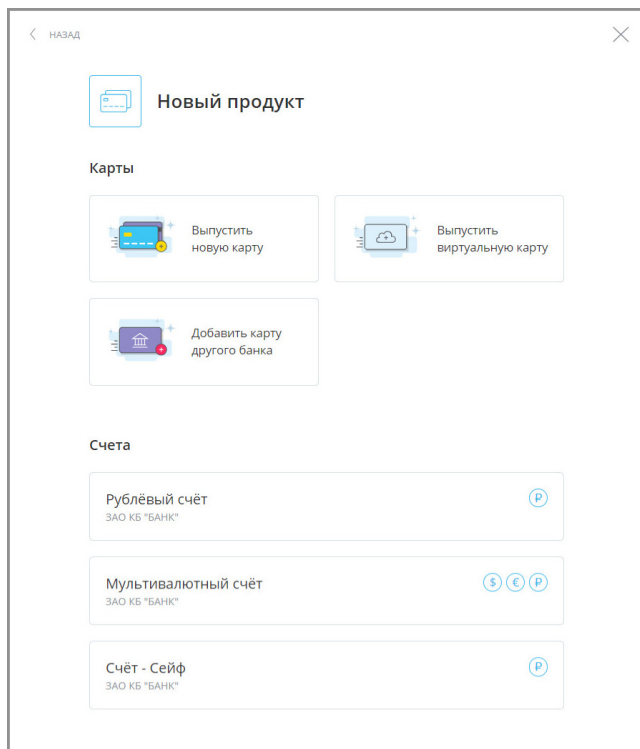 НАЗАД
Новый продукт
Карты
Выпустить
новую карту
Выпустить
виртуальную карту
Добавить карту
другого банка
Счета
Рублёвый счёт
₽
ЗАО КБ "БАНК"
Мультивалютный счёт
$ € ₽
ЗАО КБ "БАНК"
Счёт - Сейф
₽
ЗАО КБ "БАНК"